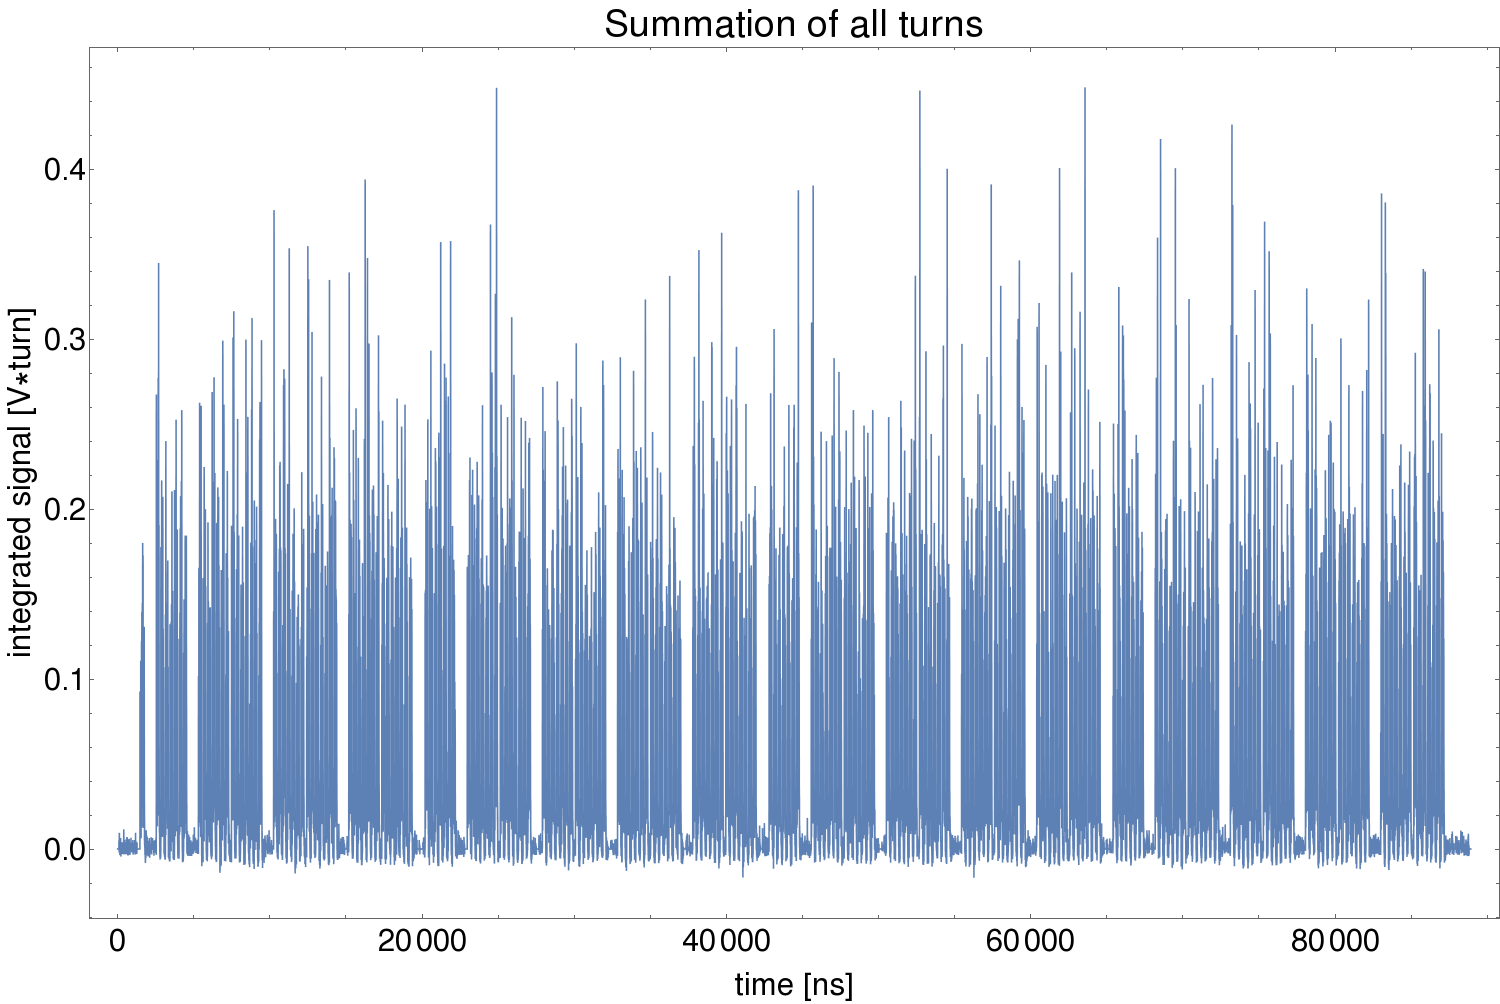 Summation of all turns
integrated signal [V*turn]
0.4
0.3
0.2
0.1
0.0
0 20000 40000 60000 80000
time [ns]